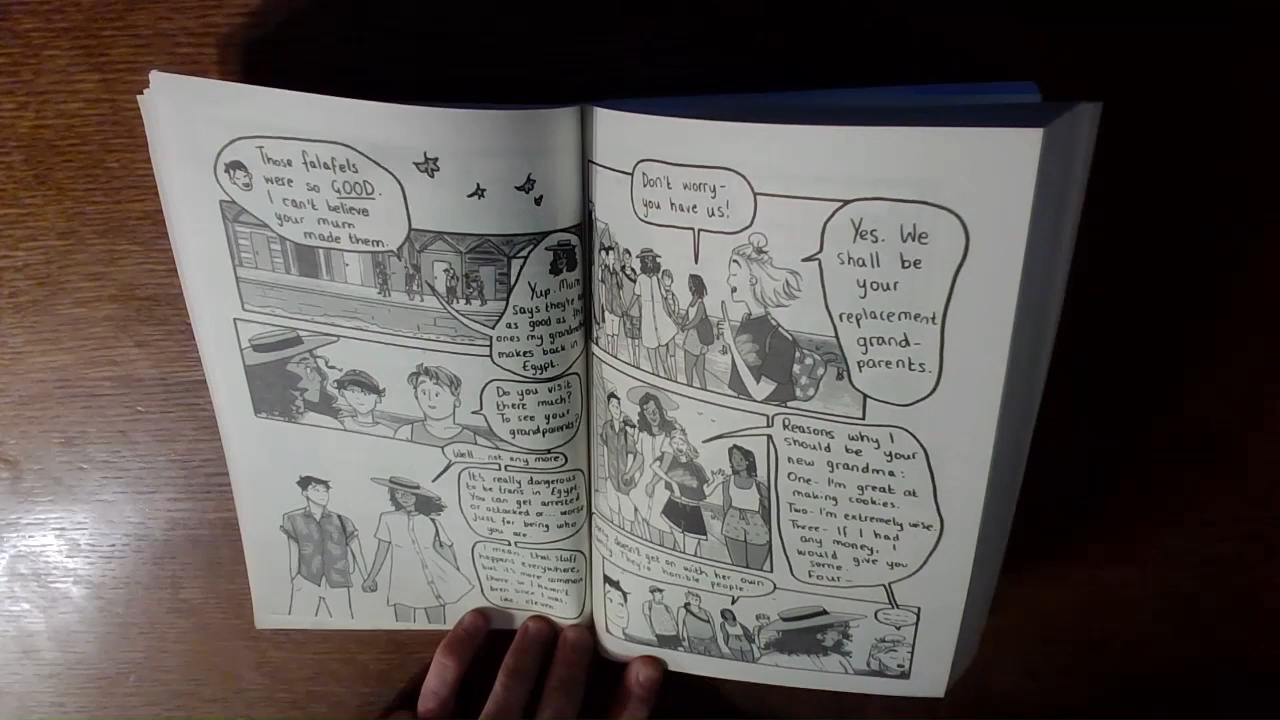 Those falafels
were so GOOD.
I can't believe
your mum
made them.
Yup. Mum
says they're
as good as the
ones my grandmother
makes back in
Egypt.
Do you visit
there much?
To see your
grandparents?
Well... not any more.
It's really dangerous
to be trans in Egypt.
You can get arrested
or attacked or... worse
just for being who
you are.
I mean, that stuff
happens everywhere,
but it's more common
there, so I haven't
been since I was,
like, eleven.
Don't worry-
you have us!
Yes. We
shall be
your
replacement
grand-
parents.
Reasons why I
should be your
new grandma:
One- I'm great at
making cookies.
Two- I'm extremely wise.
Three- If I had
any money, I
would give you
some.
Four-
doesn't get on with her own
They're horrible people.